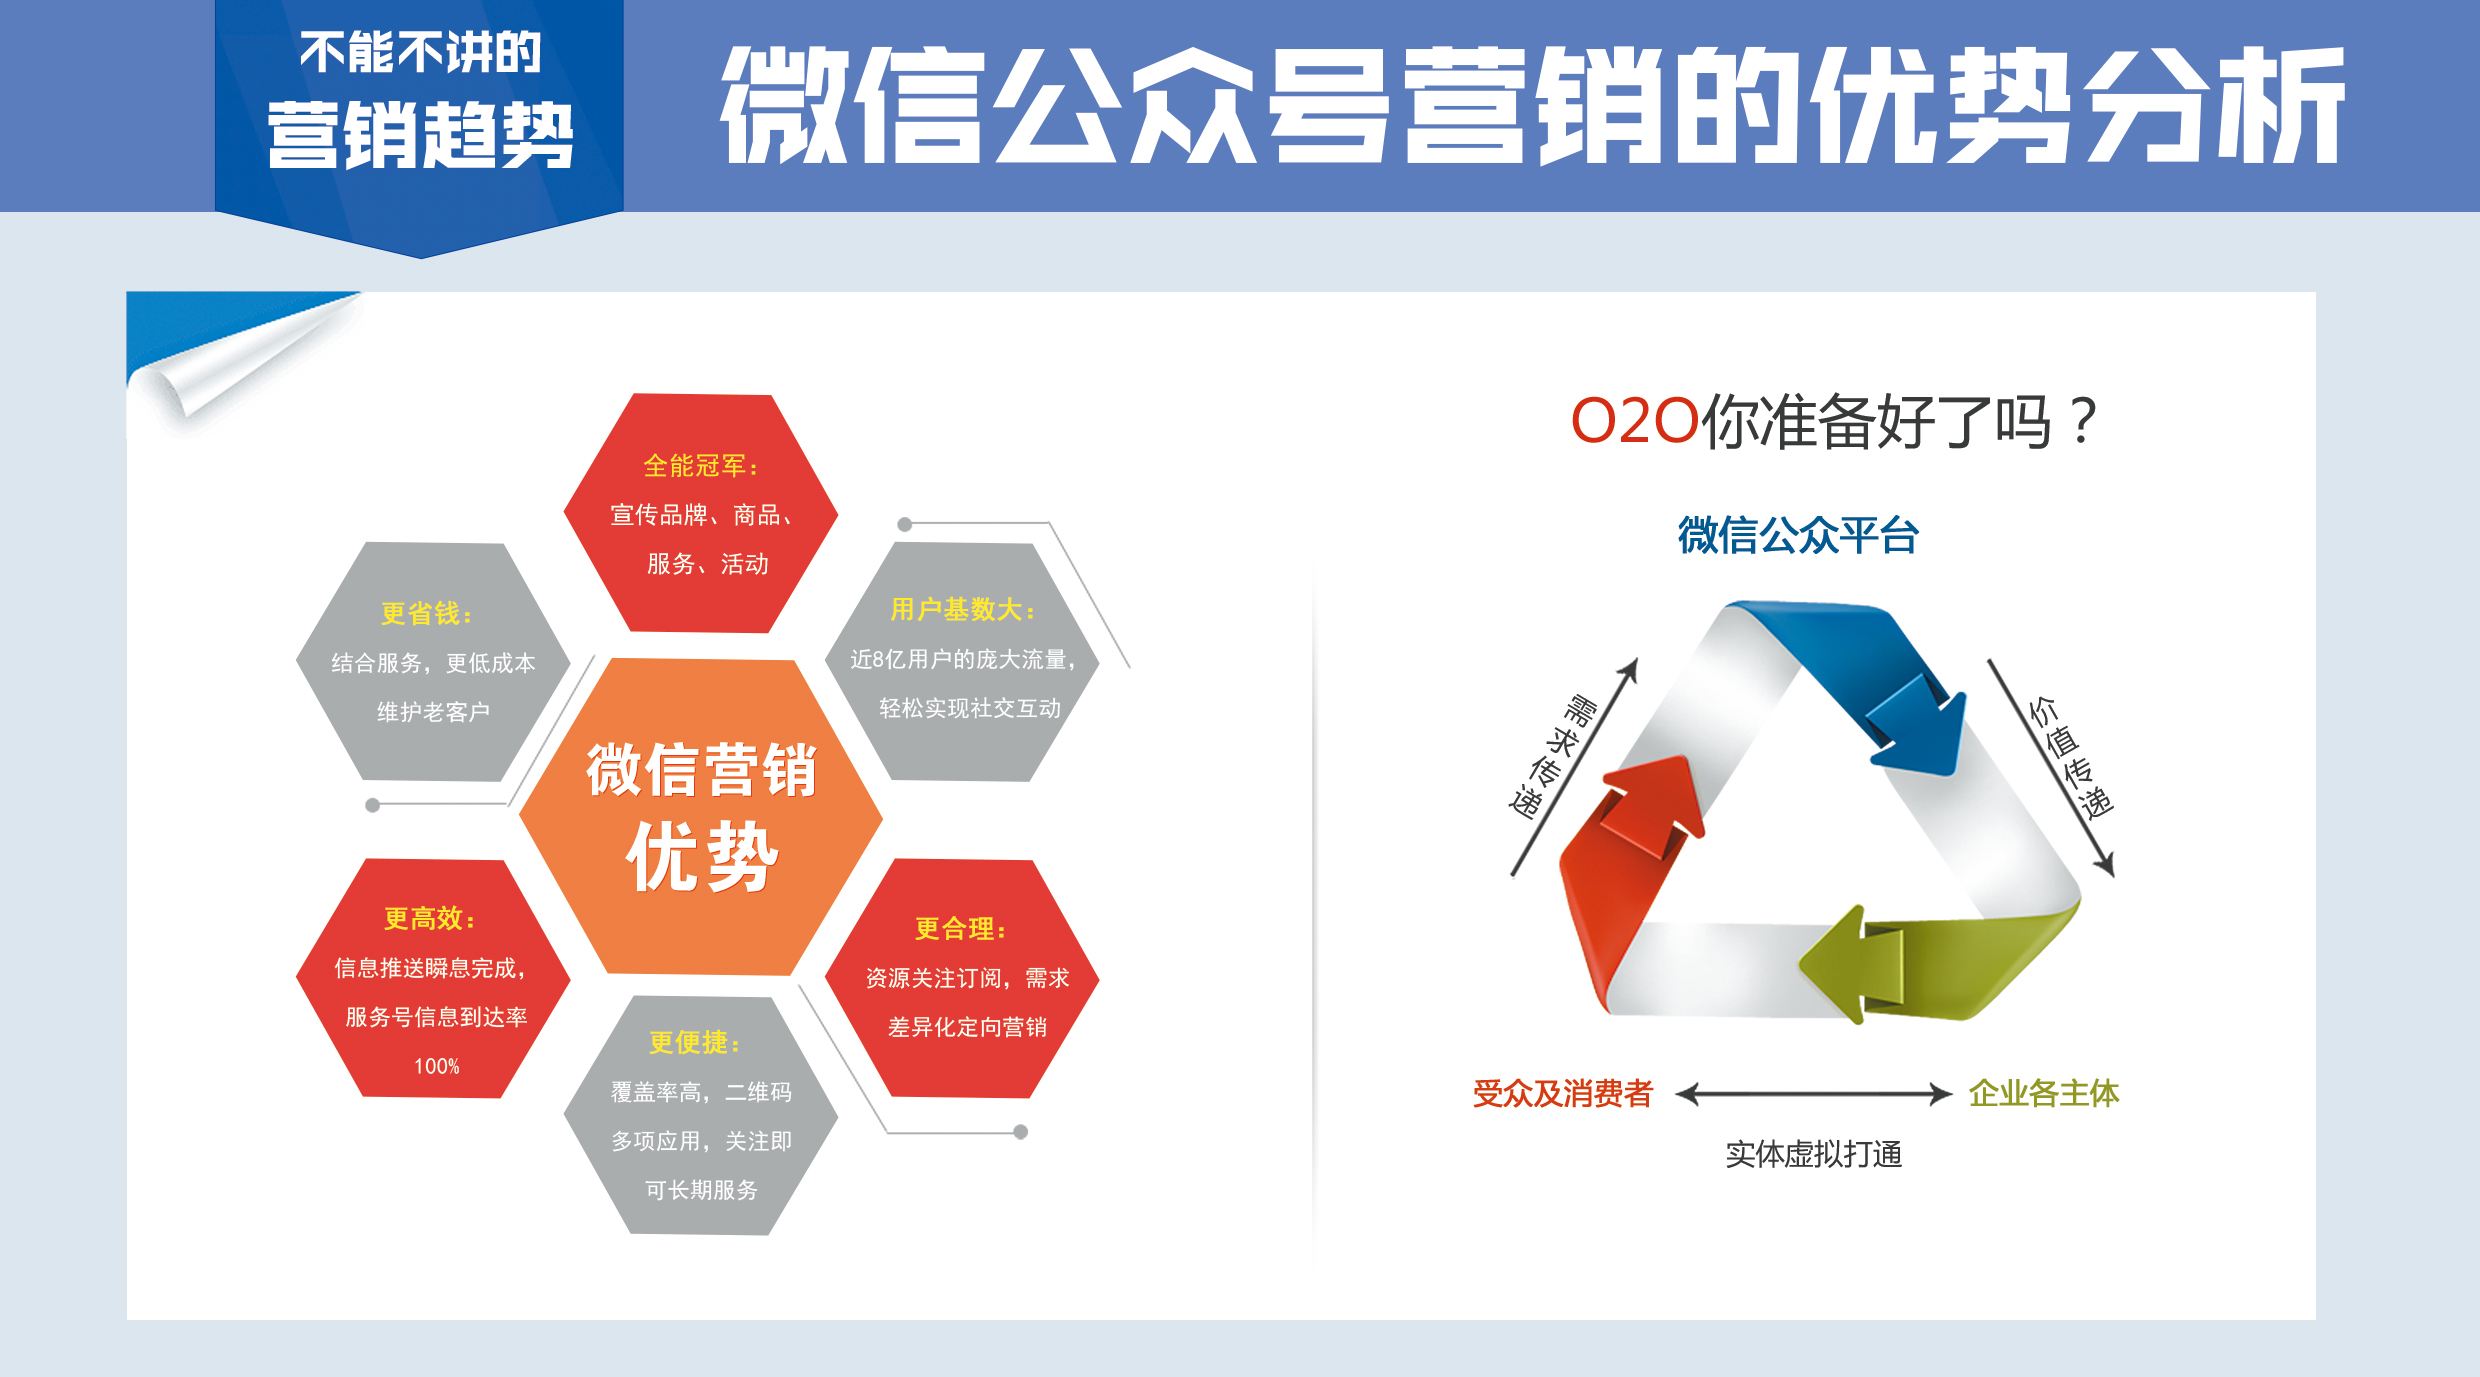 不能不讲的
营销趋势
微信公众号营销的优势分析
全能冠军：
宣传品牌、商品、
服务、活动
更省钱：
结合服务，更低成本
维护老客户
用户基数大：
近8亿用户的庞大流量，
轻松实现社交互动
微信营销
优势
更高效：
信息推送瞬息完成，
服务号信息到达率
100%
更合理：
资源关注订阅，需求
差异化定向营销
更便捷：
覆盖率高，二维码
多项应用，关注即
可长期服务
O2O你准备好了吗？
微信公众平台
需求传递
价值传递
受众及消费者
企业各主体
实体虚拟打通